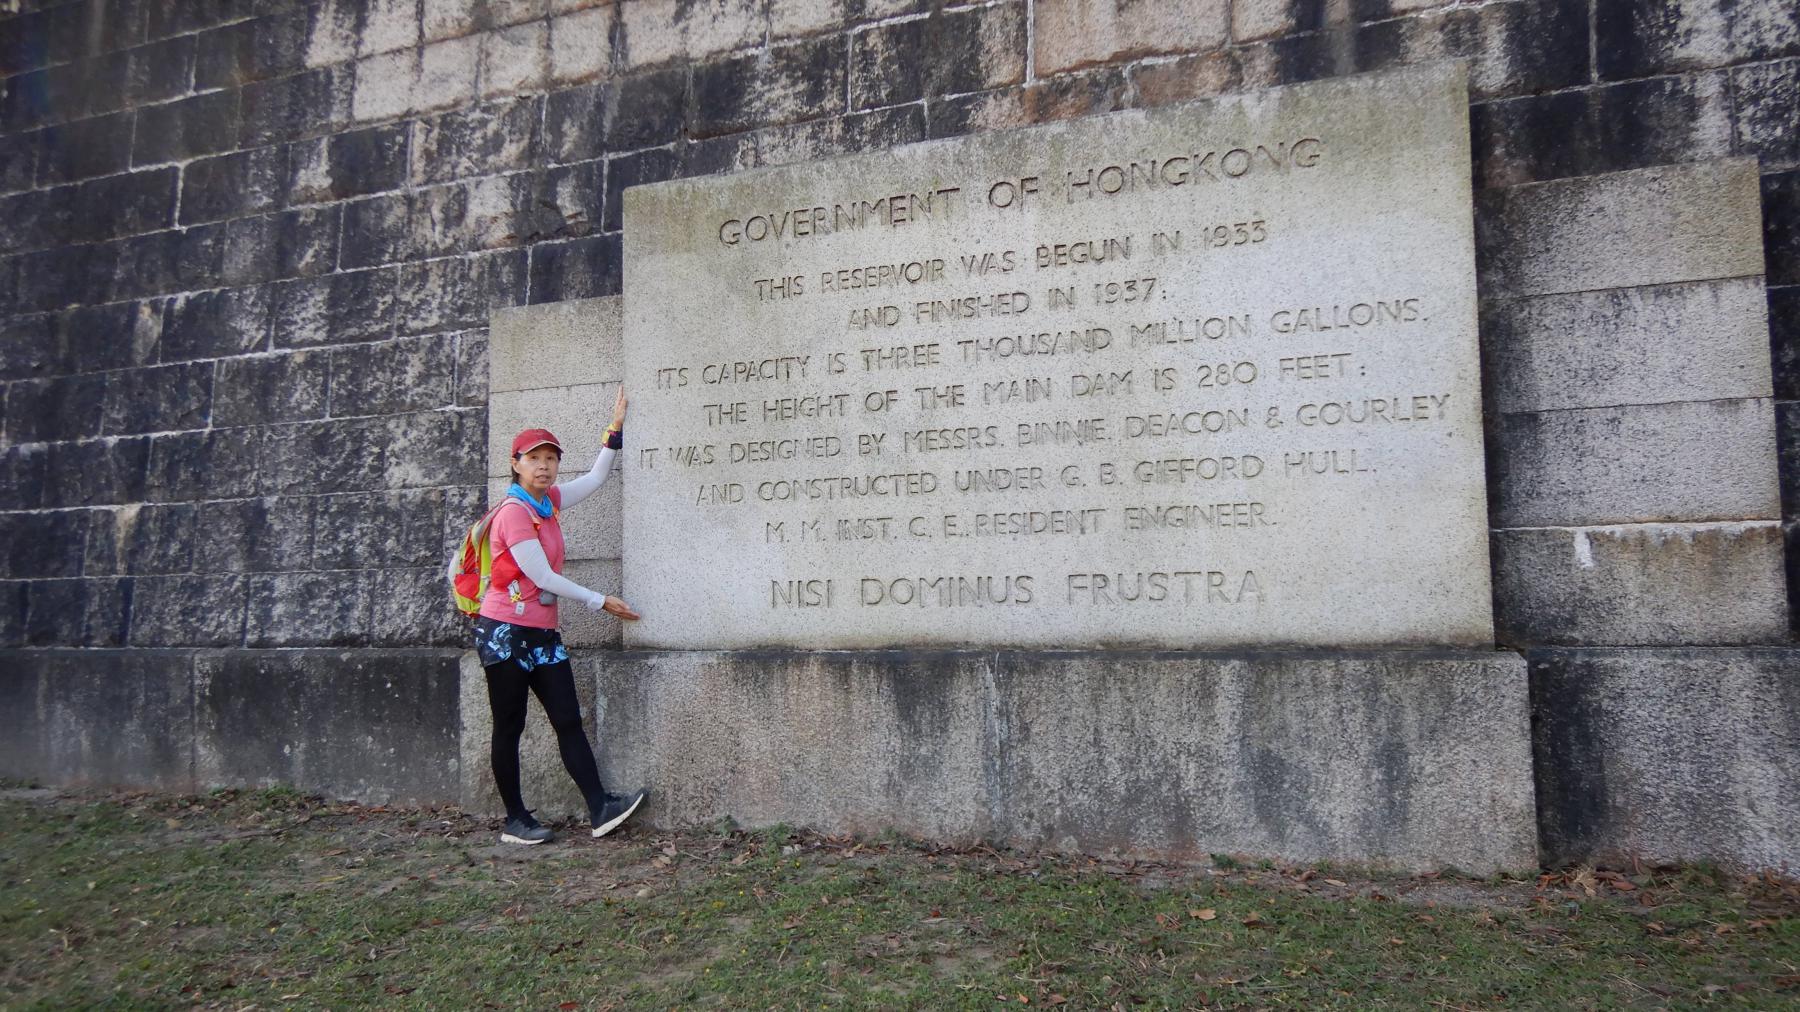 GOVERNMENT OF HONGKONG
THIS RESERVOIR WAS BEGUN IN 1933
AND FINISHED IN 1937:
ITS CAPACITY IS THREE THOUSAND MILLION GALLONS.
THE HEIGHT OF THE MAIN DAM IS 280 FEET:
IT WAS DESIGNED BY MESSRS. BINNIE. DEACON & GOURLEY
AND CONSTRUCTED UNDER G. B. GIFFORD HULL.
M. M. INST. C. E. RESIDENT ENGINEER.
NISI DOMINUS FRUSTRA